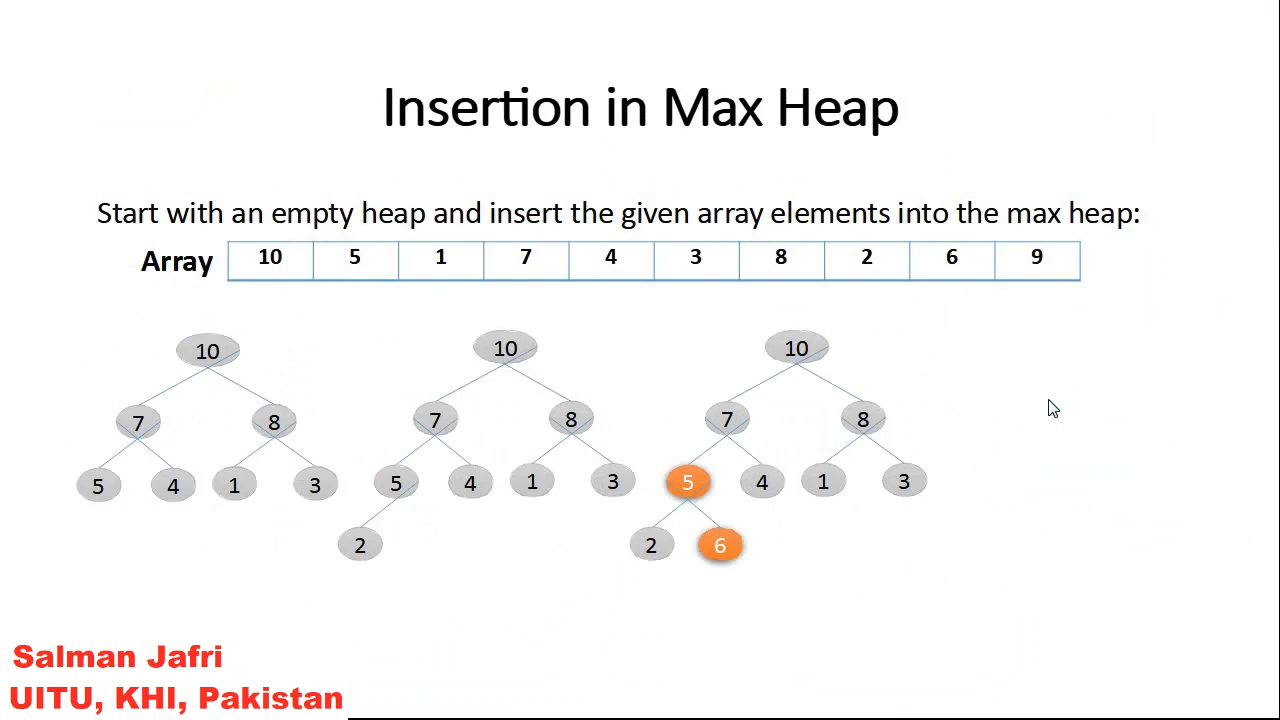 Insertion in Max Heap
Start with an empty heap and insert the given array elements into the max heap:
Array 10 5 1 7 4 3 8 2 6 9
10 10 10
7 8 7 8 7 8
5 4 1 3 5 4 1 3 5 4 1 3
2 2 6
Salman Jafri
UITU, KHI, Pakistan